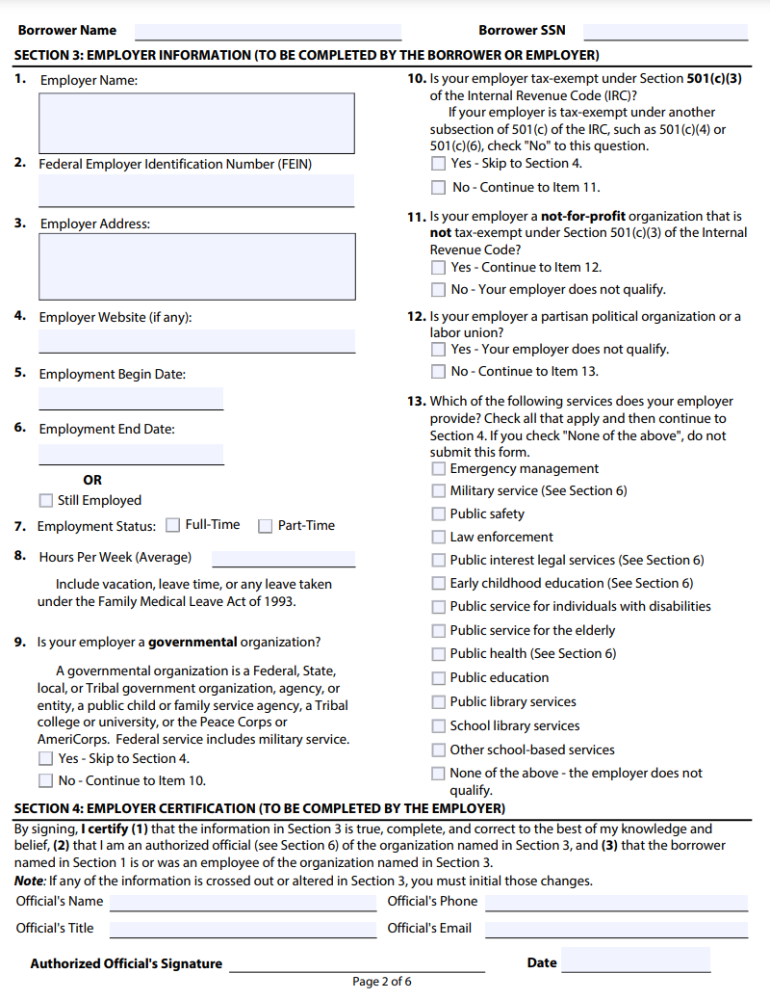 Borrower Name Borrower SSN
SECTION 3: EMPLOYER INFORMATION (TO BE COMPLETED BY THE BORROWER OR EMPLOYER)
1. Employer Name:
2. Federal Employer Identification Number (FEIN)
3. Employer Address:
4. Employer Website (if any):
5. Employment Begin Date:
6. Employment End Date:
OR
Still Employed
7. Employment Status: Full-Time Part-Time
8. Hours Per Week (Average)
Include vacation, leave time, or any leave taken
under the Family Medical Leave Act of 1993.
9. Is your employer a governmental organization?
A governmental organization is a Federal, State,
local, or Tribal government organization, agency, or
entity, a public child or family service agency, a Tribal
college or university, or the Peace Corps or
AmeriCorps. Federal service includes military service.
Yes - Skip to Section 4.
No - Continue to Item 10.
10. Is your employer tax-exempt under Section 501(c)(3)
of the Internal Revenue Code (IRC)?
If your employer is tax-exempt under another
subsection of 501(c) of the IRC, such as 501(c)(4) or
501(c)(6), check "No" to this question.
Yes - Skip to Section 4.
No - Continue to Item 11.
11. Is your employer a not-for-profit organization that is
not tax-exempt under Section 501(c)(3) of the Internal
Revenue Code?
Yes - Continue to Item 12.
No - Your employer does not qualify.
12. Is your employer a partisan political organization or a
labor union?
Yes - Your employer does not qualify.
No - Continue to Item 13.
13. Which of the following services does your employer
provide? Check all that apply and then continue to
Section 4. If you check "None of the above", do not
submit this form.
Emergency management
Military service (See Section 6)
Public safety
Law enforcement
Public interest legal services (See Section 6)
Early childhood education (See Section 6)
Public service for individuals with disabilities
Public service for the elderly
Public health (See Section 6)
Public education
Public library services
School library services
Other school-based services
None of the above - the employer does not
qualify.
SECTION 4: EMPLOYER CERTIFICATION (TO BE COMPLETED BY THE EMPLOYER)
By signing, I certify (1) that the information in Section 3 is true, complete, and correct to the best of my knowledge and
belief, (2) that I am an authorized official (see Section 6) of the organization named in Section 3, and (3) that the borrower
named in Section 1 is or was an employee of the organization named in Section 3.
Note: If any of the information is crossed out or altered in Section 3, you must initial those changes.
Official's Name Official's Phone
Official's Title Official's Email
Authorized Official's Signature Date
Page 2 of 6